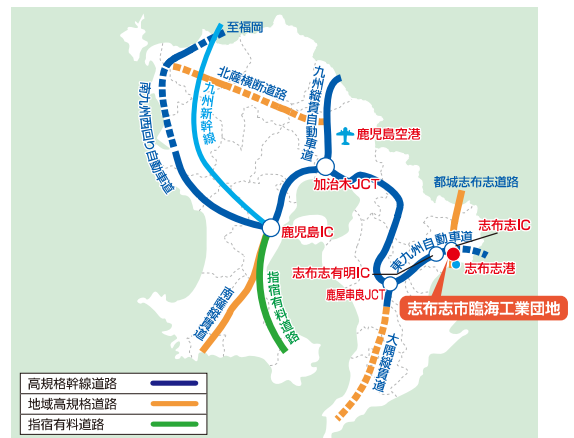 至福岡
北薩横断道路
九州新幹線
南九州西回り自動車道
九州縦貫自動車道
鹿児島空港
加治木JCT
都城志布志道路
志布志IC
東九州自動車道
志布志港
志布志有明IC
鹿屋串良JCT
志布志市臨海工業団地
鹿児島IC
指宿有料道路
南薩縦貫道
大隅縦貫道
高規格幹線道路
地域高規格道路
指宿有料道路